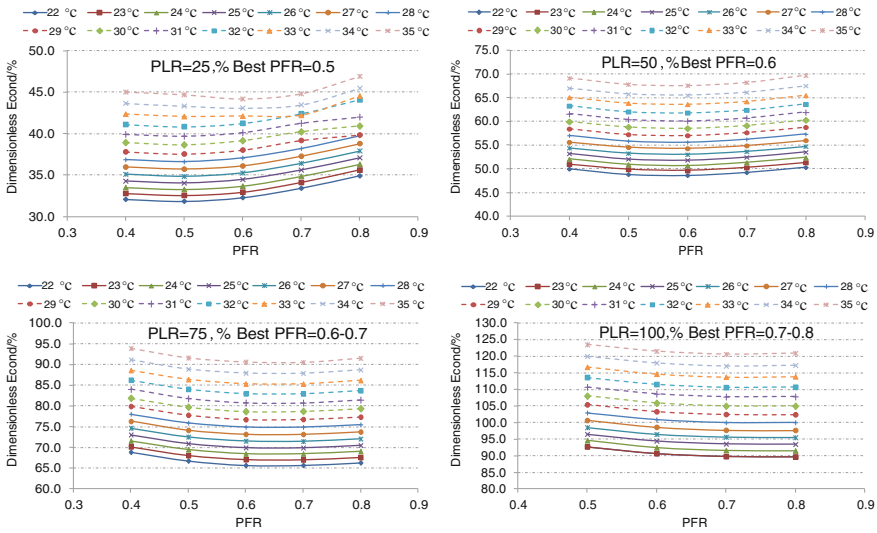 22 °C 23 °C 24 °C 25 °C 26 °C 27 °C 28 °C
29 °C 30 °C 31 °C 32 °C 33 °C 34 °C 35 °C
PLR=25,% Best PFR=0.5
Dimensionless Econd/%
50.0
45.0
40.0
35.0
30.0
0.3 0.4 0.5 0.6 0.7 0.8 0.9
PFR
22 °C 23 °C 24 °C 25 °C 26 °C 27 °C 28 °C
29 °C 30 °C 31 °C 32 °C 33 °C 34 °C 35 °C
PLR=50 ,% Best PFR=0.6
Dimensionless Econd/%
75.0
70.0
65.0
60.0
55.0
50.0
45.0
40.0
0.3 0.4 0.5 0.6 0.7 0.8 0.9
PFR
22 °C 23 °C 24 °C 25 °C 26 °C 27 °C 28 °C
29 °C 30 °C 31 °C 32 °C 33 °C 34 °C 35 °C
PLR=75 , % Best PFR=0.6-0.7
Dimensionless Econd/%
100.0
95.0
90.0
85.0
80.0
75.0
70.0
65.0
60.0
0.3 0.4 0.5 0.6 0.7 0.8 0.9
PFR
22 °C 23 °C 24 °C 25 °C 26 °C 27 °C 28 °C
29 °C 30 °C 31 °C 32 °C 33 °C 34 °C 35 °C
PLR=100,% Best PFR=0.7-0.8
Dimensionless Econd/%
130.0
125.0
120.0
115.0
110.0
105.0
100.0
95.0
90.0
85.0
80.0
0.4 0.5 0.6 0.7 0.8 0.9
PFR